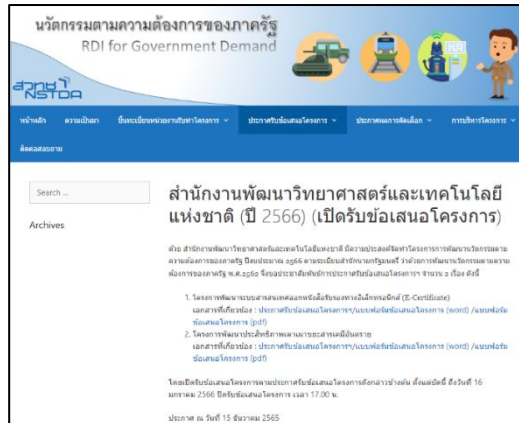 นวัตกรรมตามความต้องการของภาครัฐ
RDI for Government Demand
สวทช
NSTDA
หน้าหลัก ความเป็นมา ขึ้นทะเบียนหน่วยงานรับทำโครงการ ประกาศรับข้อเสนอโครงการ ประกาศผลการคัดเลือก การบริหารโครงการ
ติดต่อสอบถาม
Search ...
Archives
สำนักงานพัฒนาวิทยาศาสตร์และเทคโนโลยี
แห่งชาติ (ปี 2566) (เปิดรับข้อเสนอโครงการ)
ด้วย สำนักงานพัฒนาวิทยาศาสตร์และเทคโนโลยีแห่งชาติ มีความประสงค์จัดทำโครงการการพัฒนานวัตกรรมตาม
ความต้องการของภาครัฐ ปีงบประมาณ 2566 ตามระเบียบสำนักนายกรัฐมนตรี ว่าด้วยการพัฒนานวัตกรรมตามความ
ต้องการของภาครัฐ พ.ศ.2562 จึงขอประชาสัมพันธ์การประกาศรับข้อเสนอโครงการฯ จำนวน 2 เรื่อง ดังนี้
1. โครงการพัฒนาระบบสารสนเทศออกหนังสือรับรองทางอิเล็กทรอนิกส์ (E-Certificate)
เอกสารที่เกี่ยวข้อง : ประกาศรับข้อเสนอโครงการฯ/แบบฟอร์มข้อเสนอโครงการ (word) /แบบฟอร์ม
ข้อเสนอโครงการ (pdf)
2. โครงการพัฒนาประสิทธิภาพเตาเผาขยะสารเคมีอันตราย
เอกสารที่เกี่ยวข้อง : ประกาศรับข้อเสนอโครงการฯ/แบบฟอร์มข้อเสนอโครงการ (word) /แบบฟอร์ม
ข้อเสนอโครงการ (pdf)
โดยเปิดรับข้อเสนอโครงการตามประกาศรับข้อเสนอโครงการดังกล่าวข้างต้น ตั้งแต่บัดนี้ ถึงวันที่ 16
มกราคม 2566 ปิดรับข้อเสนอโครงการ เวลา 17.00 น.
ประกาศ ณ วันที่ 15 ธันวาคม 2565